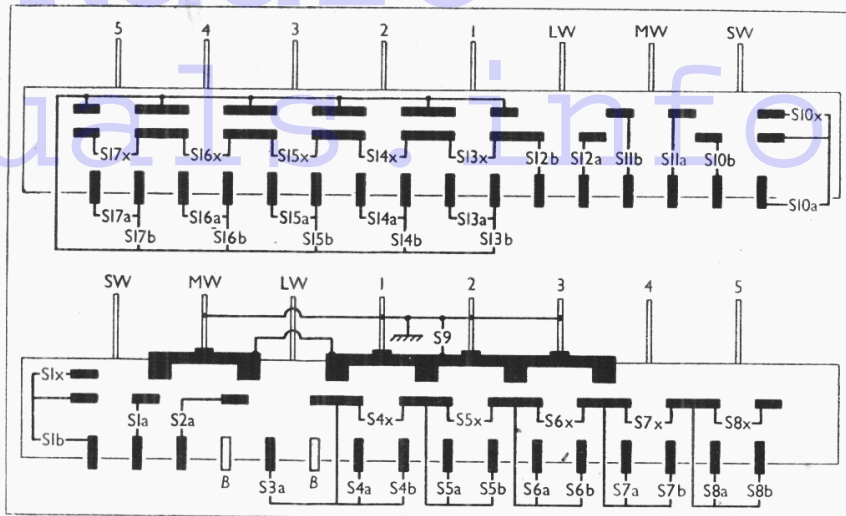 5 4 3 2 1 LW MW SW
S10x
S17x S16x S15x S14x S13x S12b S12a S11b S11a S10b
S17a S16a S15a S14a S13a S10a
S17b S16b S15b S14b S13b
SW MW LW 1 2 3 4 5
S9
S1x
S1a S2a S4x S5x S6x S7x S8x
S1b
B B
S3a S4a S4b S5a S5b S6a S6b S7a S7b S8a S8b
uals.info